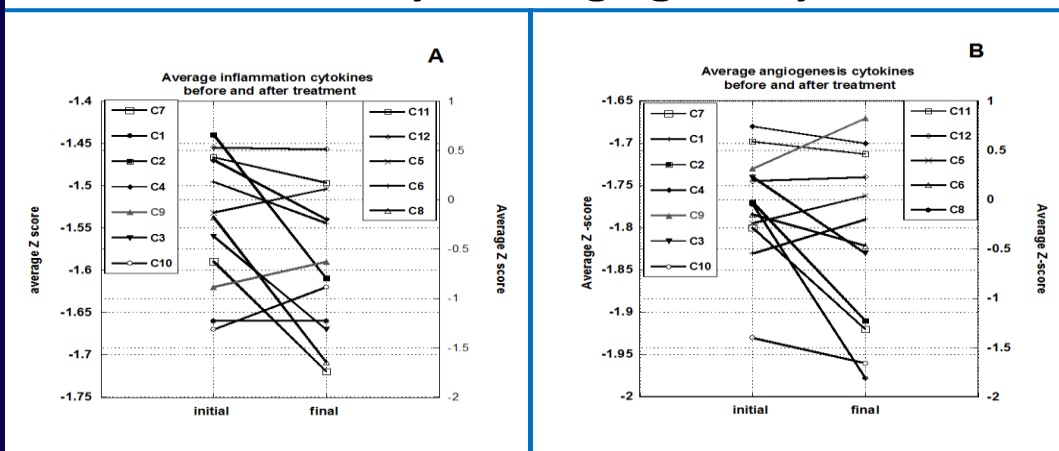 A
Average inflammation cytokines
before and after treatment
-1.4
-1.45
-1.5
-1.55
-1.6
-1.65
-1.7
-1.75
average Z score
C7
C1
C2
C4
C9
C3
C10
C11
C12
C5
C6
C8
1
0.5
0
-0.5
-1
-1.5
-2
Average Z score
initial
final
B
Average angiogenesis cytokines
before and after treatment
-1.65
-1.7
-1.75
-1.8
-1.85
-1.9
-1.95
-2
Average Z -score
C7
C1
C2
C4
C9
C3
C10
C11
C12
C5
C6
C8
1
0.5
0
-0.5
-1
-1.5
-2
Average Z-score
initial
final